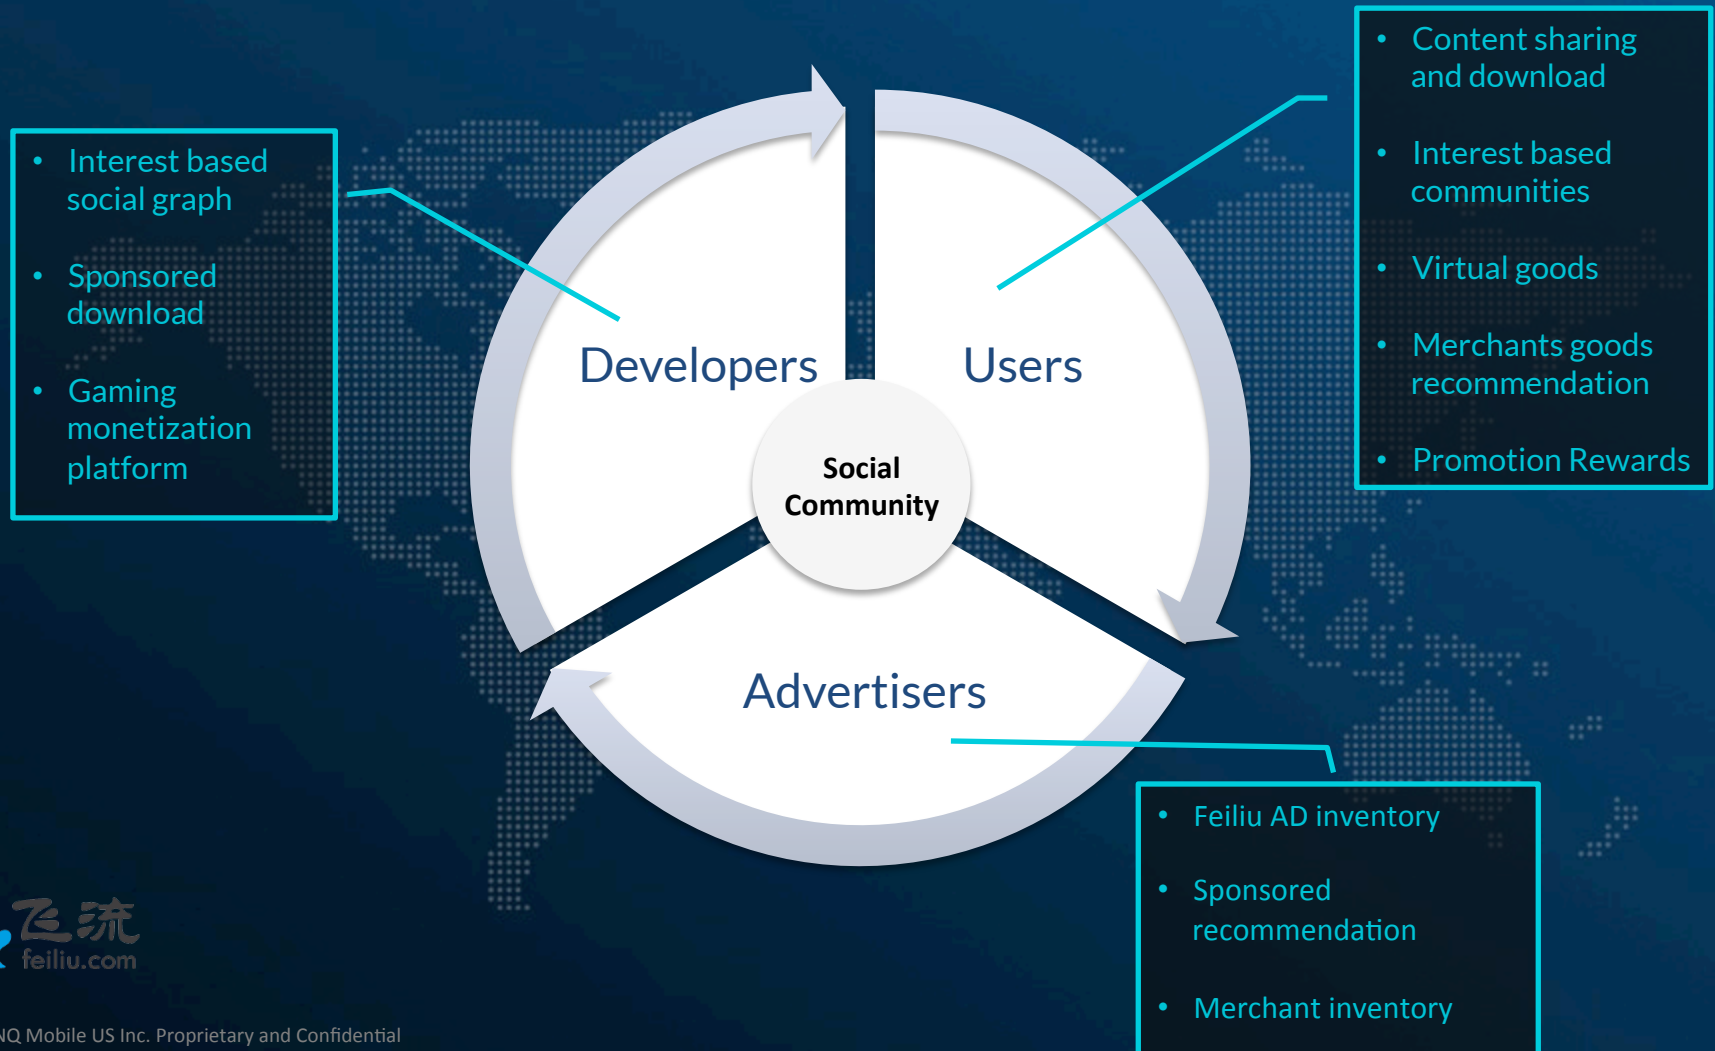 • Interest based
social graph
• Sponsored
download
• Gaming
monetization
platform
Developers
Users
Social
Community
Advertisers
• Content sharing
and download
• Interest based
communities
• Virtual goods
• Merchants goods
recommendation
• Promotion Rewards
• Feiliu AD inventory
• Sponsored
recommendation
• Merchant inventory
飞流
feiliu.com
NQ Mobile US Inc. Proprietary and Confidential